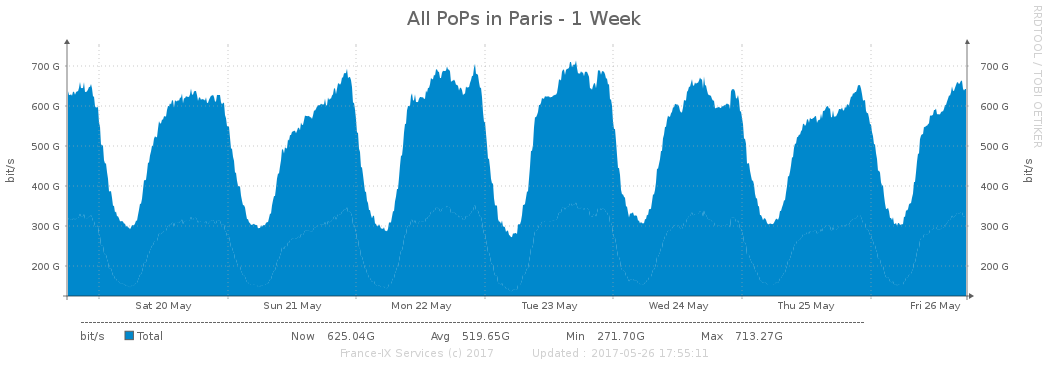 All PoPs in Paris - 1 Week
RRDTOOL / TOBI OETIKER
bit/s
700 G
600 G
500 G
400 G
300 G
200 G
700 G
600 G
500 G
400 G
300 G
200 G
bit/s
Sat 20 May Sun 21 May Mon 22 May Tue 23 May Wed 24 May Thu 25 May Fri 26 May
bit/s Total Now 625.04G Avg 519.65G Min 271.70G Max 713.27G
France-IX Services (c) 2017 Updated : 2017-05-26 17:55:11